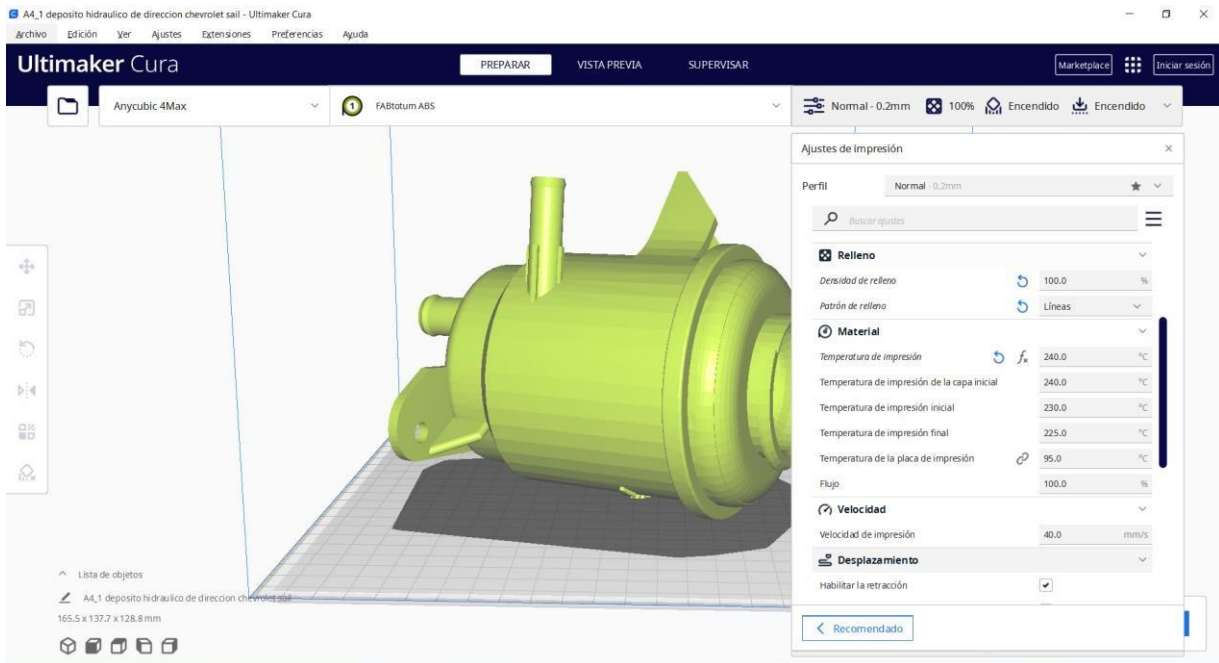 A4_1 deposito hidraulico de direccion chevrolet sail - Ultimaker Cura
Archivo Edición Ver Ajustes Extensiones Preferencias Ayuda
Ultimaker Cura
PREPARAR VISTA PREVIA SUPERVISAR
Marketplace
Iniciar sesión
Anycubic 4Max
1 FABtotum ABS
Normal - 0.2mm 100% Encendido Encendido
Ajustes de impresión
Perfil Normal - 0.2mm
Buscar ajustes
Relleno
Densidad de relleno 100.0 %
Patrón de relleno Líneas
Material
Temperatura de impresión fx 240.0 °C
Temperatura de impresión de la capa inicial 240.0 °C
Temperatura de impresión inicial 230.0 °C
Temperatura de impresión final 225.0 °C
Temperatura de la placa de impresión 95.0 °C
Flujo 100.0 %
Velocidad
Velocidad de impresión 40.0 mm/s
Desplazamiento
Habilitar la retracción
Recomendado
Lista de objetos
A4_1 deposito hidraulico de direccion chevrolet sail
165.5 x 137.7 x 128.8 mm